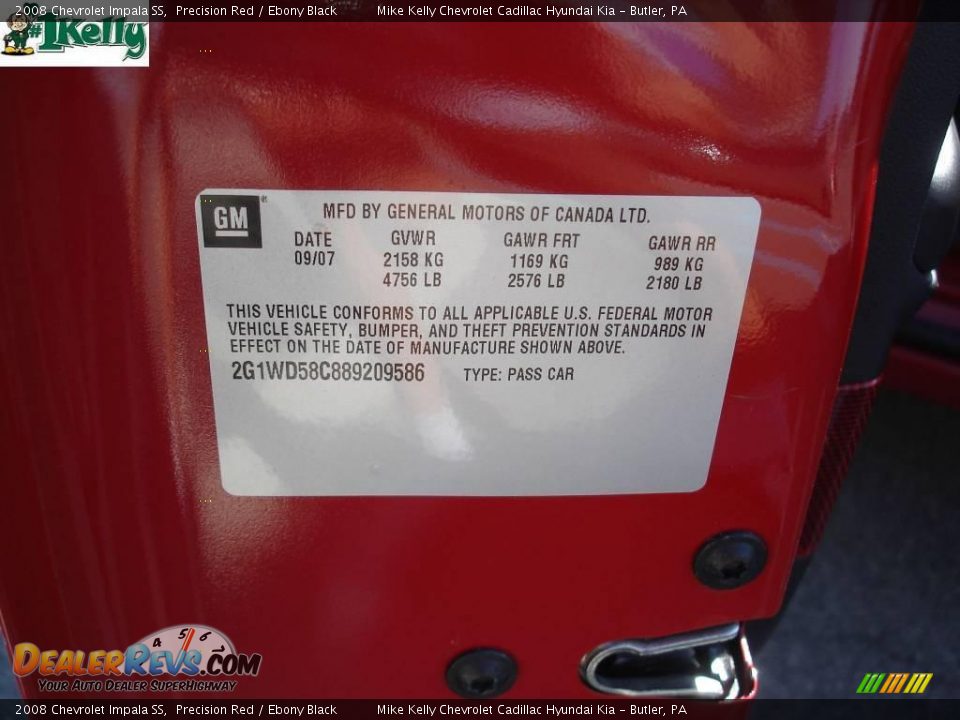 2008 Chevrolet Impala SS, Precision Red / Ebony Black Mike Kelly Chevrolet Cadillac Hyundai Kia - Butler, PA
#1Kelly
GM
MFD BY GENERAL MOTORS OF CANADA LTD.
DATE GVWR GAWR FRT GAWR RR
09/07 2158 KG 1169 KG 989 KG
4756 LB 2576 LB 2180 LB
THIS VEHICLE CONFORMS TO ALL APPLICABLE U.S. FEDERAL MOTOR
VEHICLE SAFETY, BUMPER, AND THEFT PREVENTION STANDARDS IN
EFFECT ON THE DATE OF MANUFACTURE SHOWN ABOVE.
2G1WD58C889209586 TYPE: PASS CAR
4 5 6
DEALERREVS.COM
YOUR AUTO DEALER SUPERHIGHWAY
2008 Chevrolet Impala SS, Precision Red / Ebony Black Mike Kelly Chevrolet Cadillac Hyundai Kia - Butler, PA